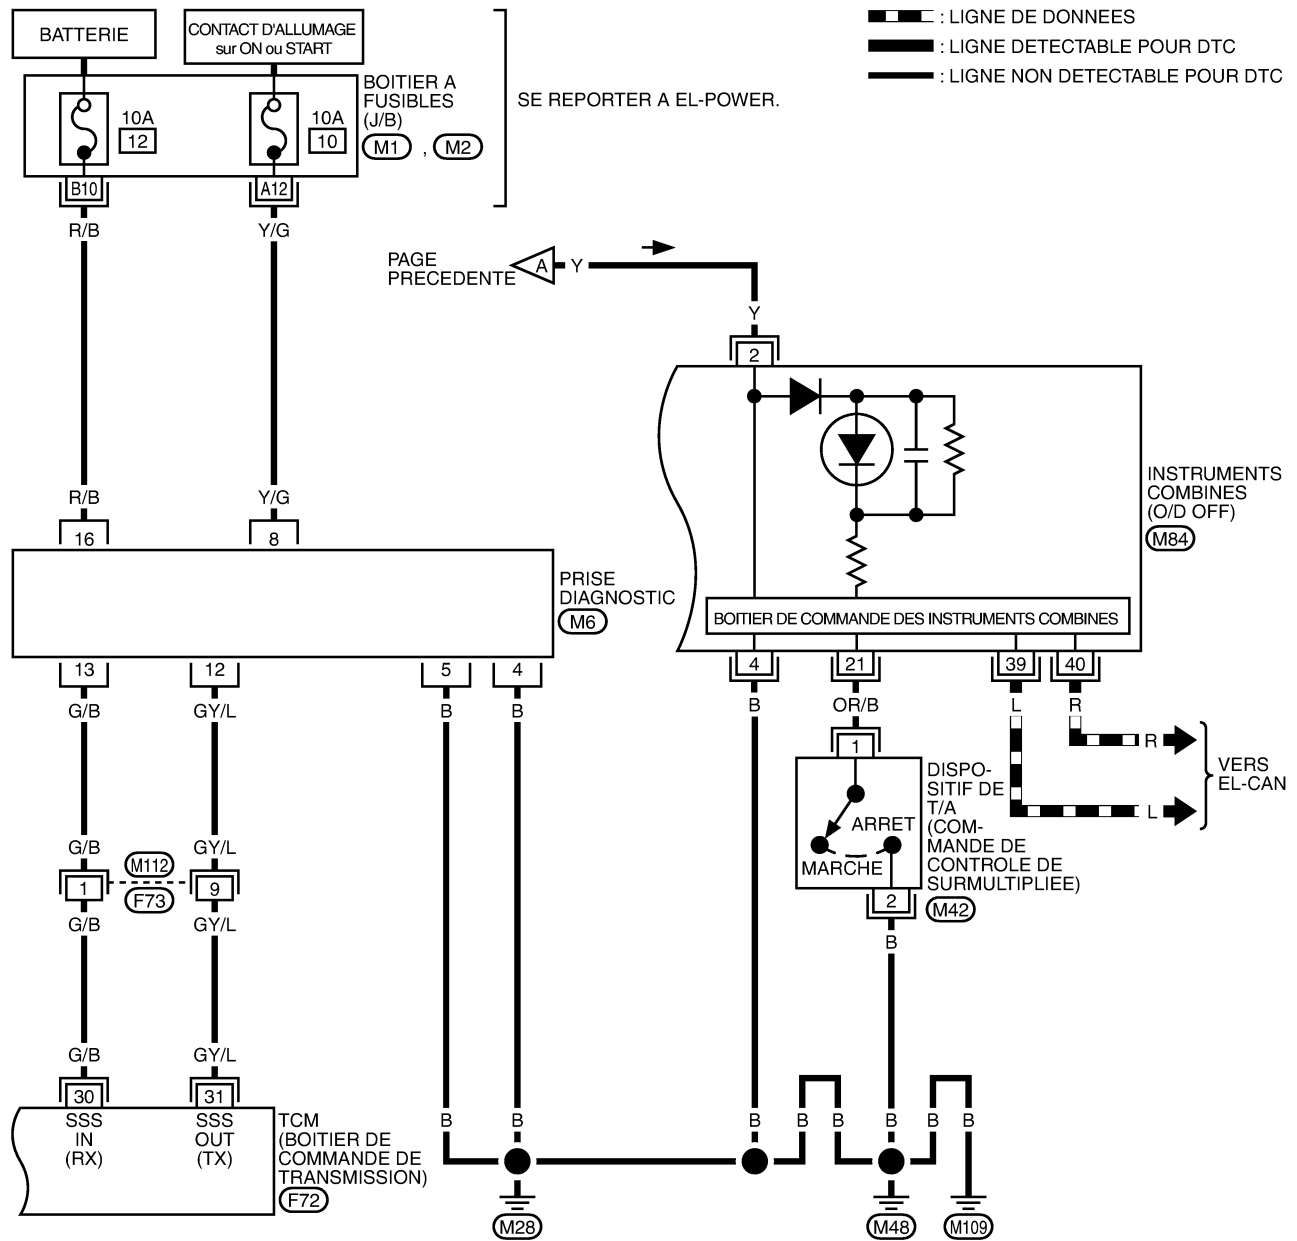 BATTERIE
CONTACT D'ALLUMAGE
sur ON ou START
: LIGNE DE DONNEES
: LIGNE DETECTABLE POUR DTC
: LIGNE NON DETECTABLE POUR DTC
10A
12
10A
10
BOITIER A
FUSIBLES
(J/B)
M1 , M2
SE REPORTER A EL-POWER.
B10
A12
R/B
Y/G
PAGE
PRECEDENTE
A
Y
Y
2
R/B
Y/G
16
8
PRISE
DIAGNOSTIC
M6
INSTRUMENTS
COMBINES
(O/D OFF)
M84
BOITIER DE COMMANDE DES INSTRUMENTS COMBINES
13
12
5
4
4
21
39
40
G/B
GY/L
B
B
B
OR/B
L
R
1
R
L
VERS
EL-CAN
ARRET
MARCHE
DISPO-
SITIF DE
T/A
(COM-
MANDE DE
CONTROLE DE
SURMULTIPLIEE)
M42
2
B
G/B
GY/L
M112
1
9
F73
G/B
GY/L
G/B
GY/L
30
31
SSS
IN
(RX)
SSS
OUT
(TX)
TCM
(BOITIER DE
COMMANDE DE
TRANSMISSION)
F72
B
B
B
B
B
B
B
B
M28
M48
M109